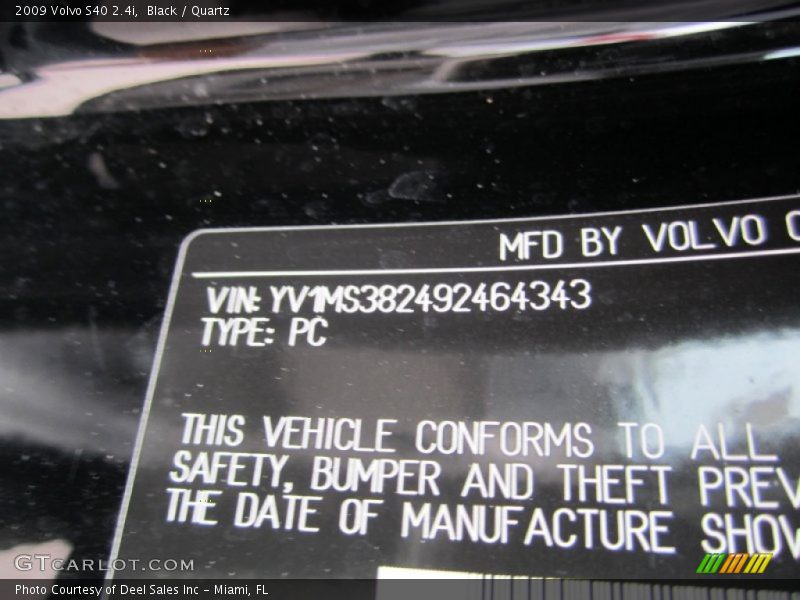 2009 Volvo S40 2.4i, Black / Quartz
MFD BY VOLVO
VIN: YV1MS382492464343
TYPE: PC
THIS VEHICLE CONFORMS TO ALL
SAFETY, BUMPER AND THEFT PREV
THE DATE OF MANUFACTURE SHOW
GTCARLOT.COM
Photo Courtesy of Deel Sales Inc - Miami, FL